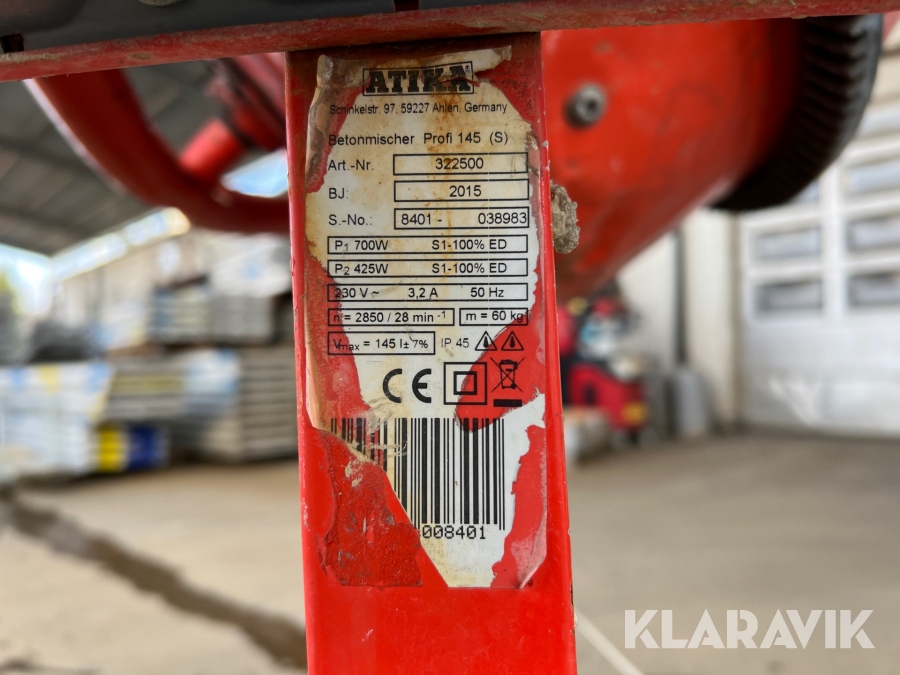 ATIKA
Schinkelstr. 97, 59227 Ahlen, Germany
Betonmischer Profi 145 (S)
Art.-Nr. 322500
BJ: 2015
S.-No.: 8401 - 038983
P1 700W S1-100% ED
P2 425W S1-100% ED
230 V ~ 3,2 A 50 Hz
n = 2850 / 28 min -1 m = 60 kg
Vmax = 145 l± 7% IP 45
CE
008401
KLARAVIK